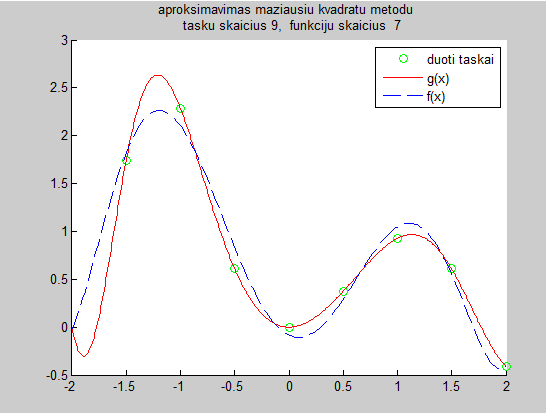 aproksimavimas maziausiu kvadratu metodu
tasku skaicius 9, funkciju skaicius 7
duoti taskai
g(x)
f(x)
3
2.5
2
1.5
1
0.5
0
-0.5
-2 -1.5 -1 -0.5 0 0.5 1 1.5 2